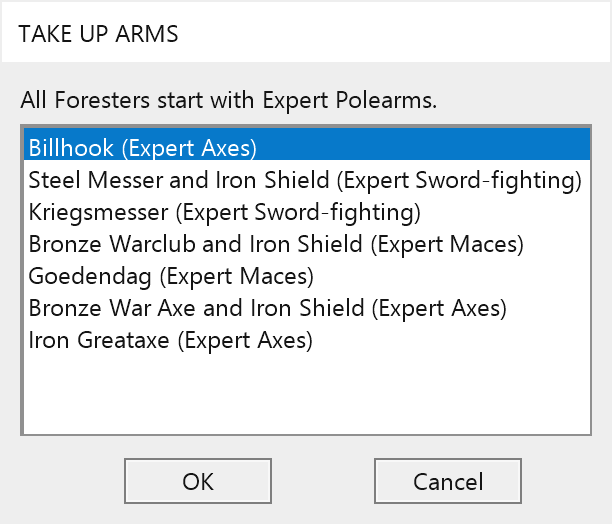 TAKE UP ARMS
All Foresters start with Expert Polearms.
Billhook (Expert Axes)
Steel Messer and Iron Shield (Expert Sword-fighting)
Kriegsmesser (Expert Sword-fighting)
Bronze Warclub and Iron Shield (Expert Maces)
Goedendag (Expert Maces)
Bronze War Axe and Iron Shield (Expert Axes)
Iron Greataxe (Expert Axes)
OK
Cancel